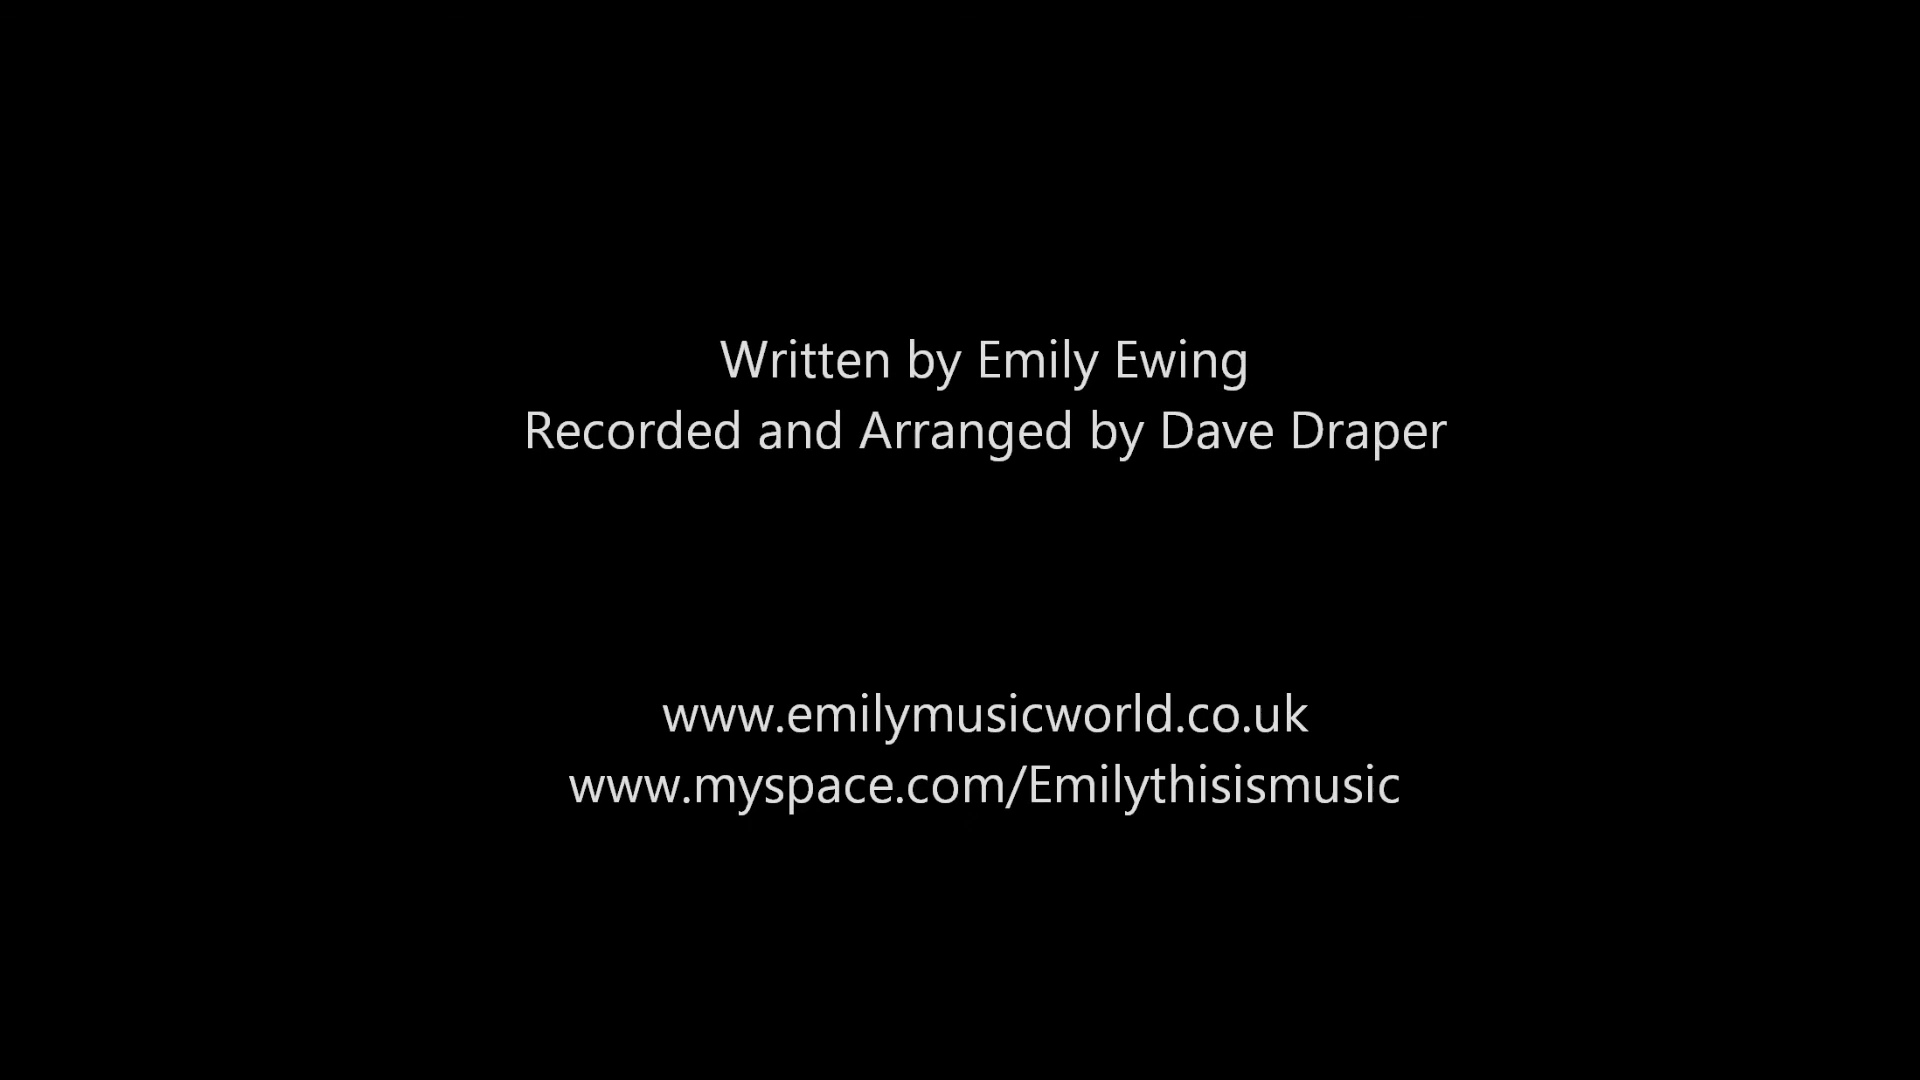 Written by Emily Ewing
Recorded and Arranged by Dave Draper
www.emilymusicworld.co.uk
www.myspace.com/Emilythisismusic